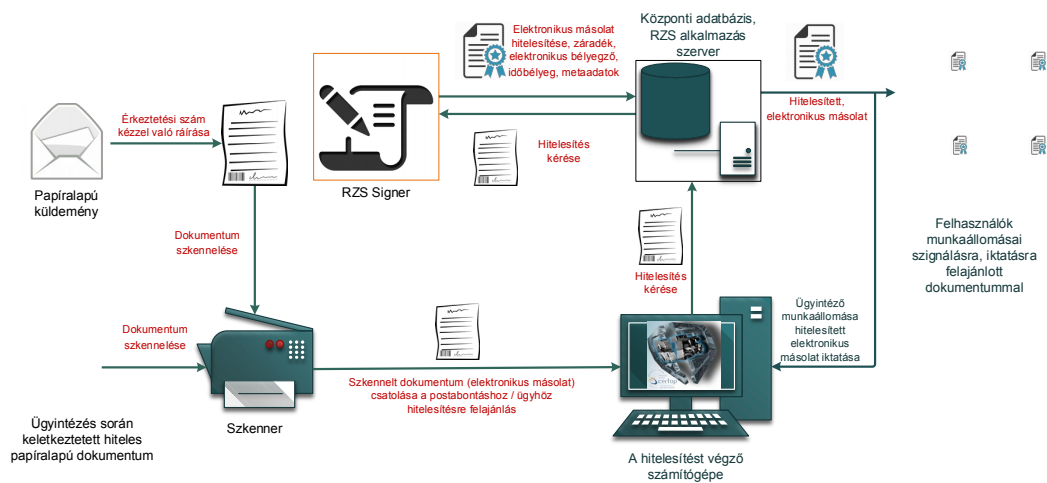 Elektronikus másolat
hitelesítése, záradék,
elektronikus bélyegző,
időbélyeg, metaadatok
Központi adatbázis,
RZS alkalmazás
szerver
Érkeztetési szám
kézzel való ráírása
Hitelesített,
elektronikus másolat
Hitelesítés
kérése
Papíralapú
küldemény
RZS Signer
Dokumentum
szkennelése
Hitelesítés
kérése
Felhasználók
munkaállomásai
szignálásra, iktatásra
felajánlott
dokumentummal
Dokumentum
szkennelése
Ügyintéző
munkaállomása
hitelesített
elektronikus
másolat iktatása
Szkennelt dokumentum (elektronikus másolat)
csatolása a postabontáshoz / ügyhöz
hitelesítésre felajánlás
Ügyintézés során
keletkeztetett hiteles
papíralapú dokumentum
Szkenner
A hitelesítést végző
számítógépe